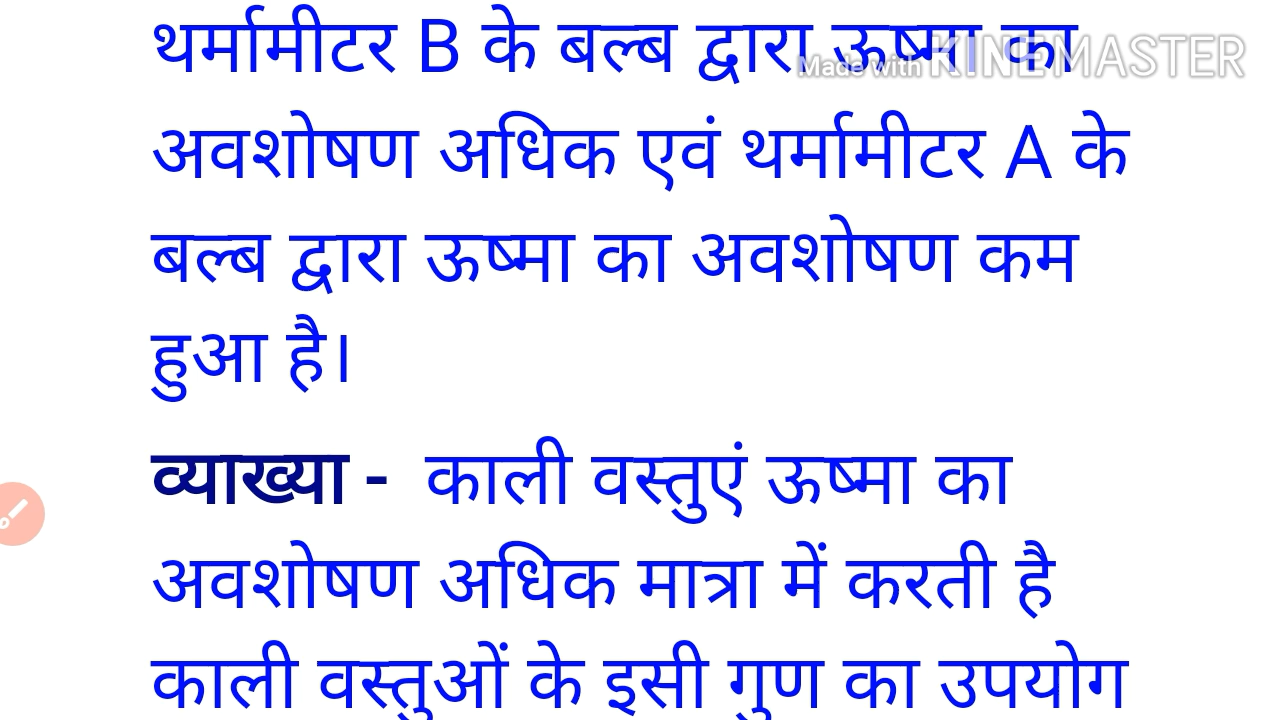 थर्मामीटर B के बल्ब द्वारा ऊष्मा का
Made with KINEMASTER
अवशोषण अधिक एवं थर्मामीटर A के
बल्ब द्वारा ऊष्मा का अवशोषण कम
हुआ है।
व्याख्या - काली वस्तुएं ऊष्मा का
अवशोषण अधिक मात्रा में करती है
काली वस्तुओं के इसी गुण का उपयोग